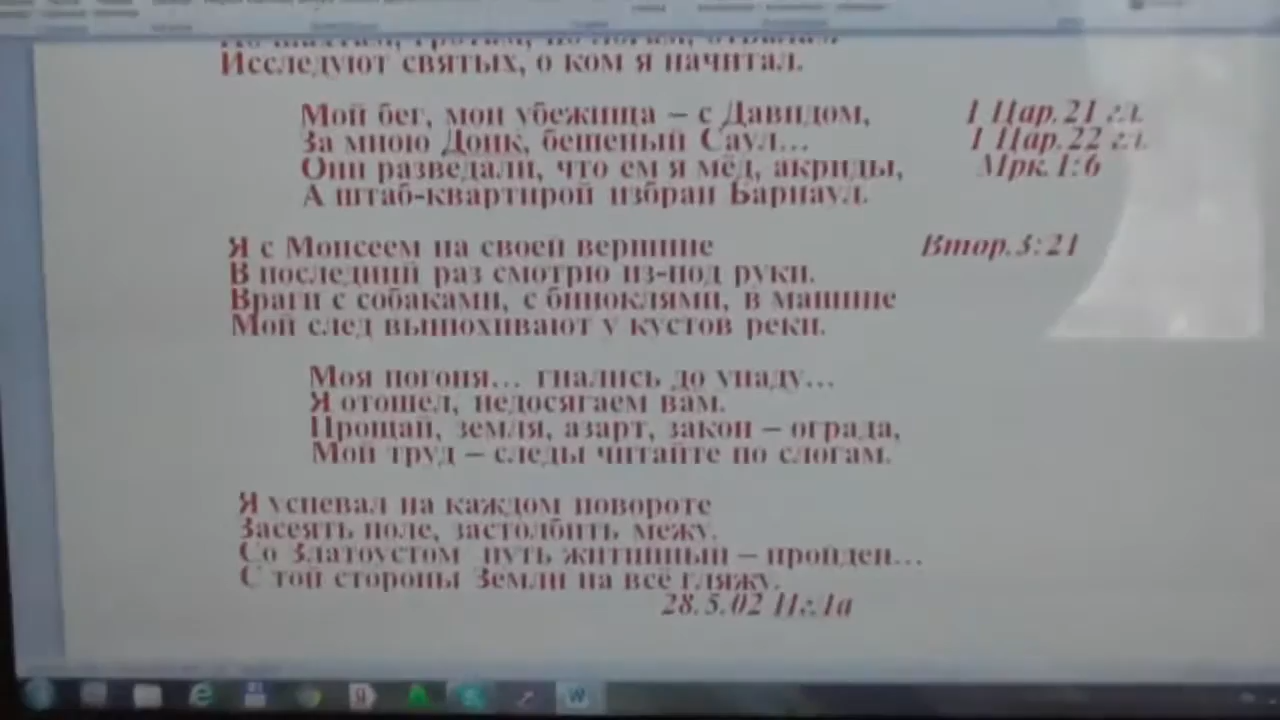 Исследуют святых, о ком я начитал.
Мой бег, мои убежища – с Давидом, 1 Цар.21 гл.
За мною Доик, бешеный Саул... 1 Цар.22 гл.
Они разведали, что ем я мёд, акриды, Мрк.1:6
А штаб-квартирой избран Барнаул.
Я с Моисеем на своей вершине Втор.3:21
В последний раз смотрю из-под руки.
Враги с собаками, с биноклями, в машине
Мой след вынюхивают у кустов реки.
Моя погоня... гнались до упаду...
Я отошел, недосягаем вам.
Прощай, земля, азарт, закон – ограда,
Мой труд – следы читайте по слогам.
Я успевал на каждом повороте
Засеять поле, застолбить межу.
Со Златоустом путь житийный – пройден...
С той стороны Земли на всё гляжу.
28.5.02